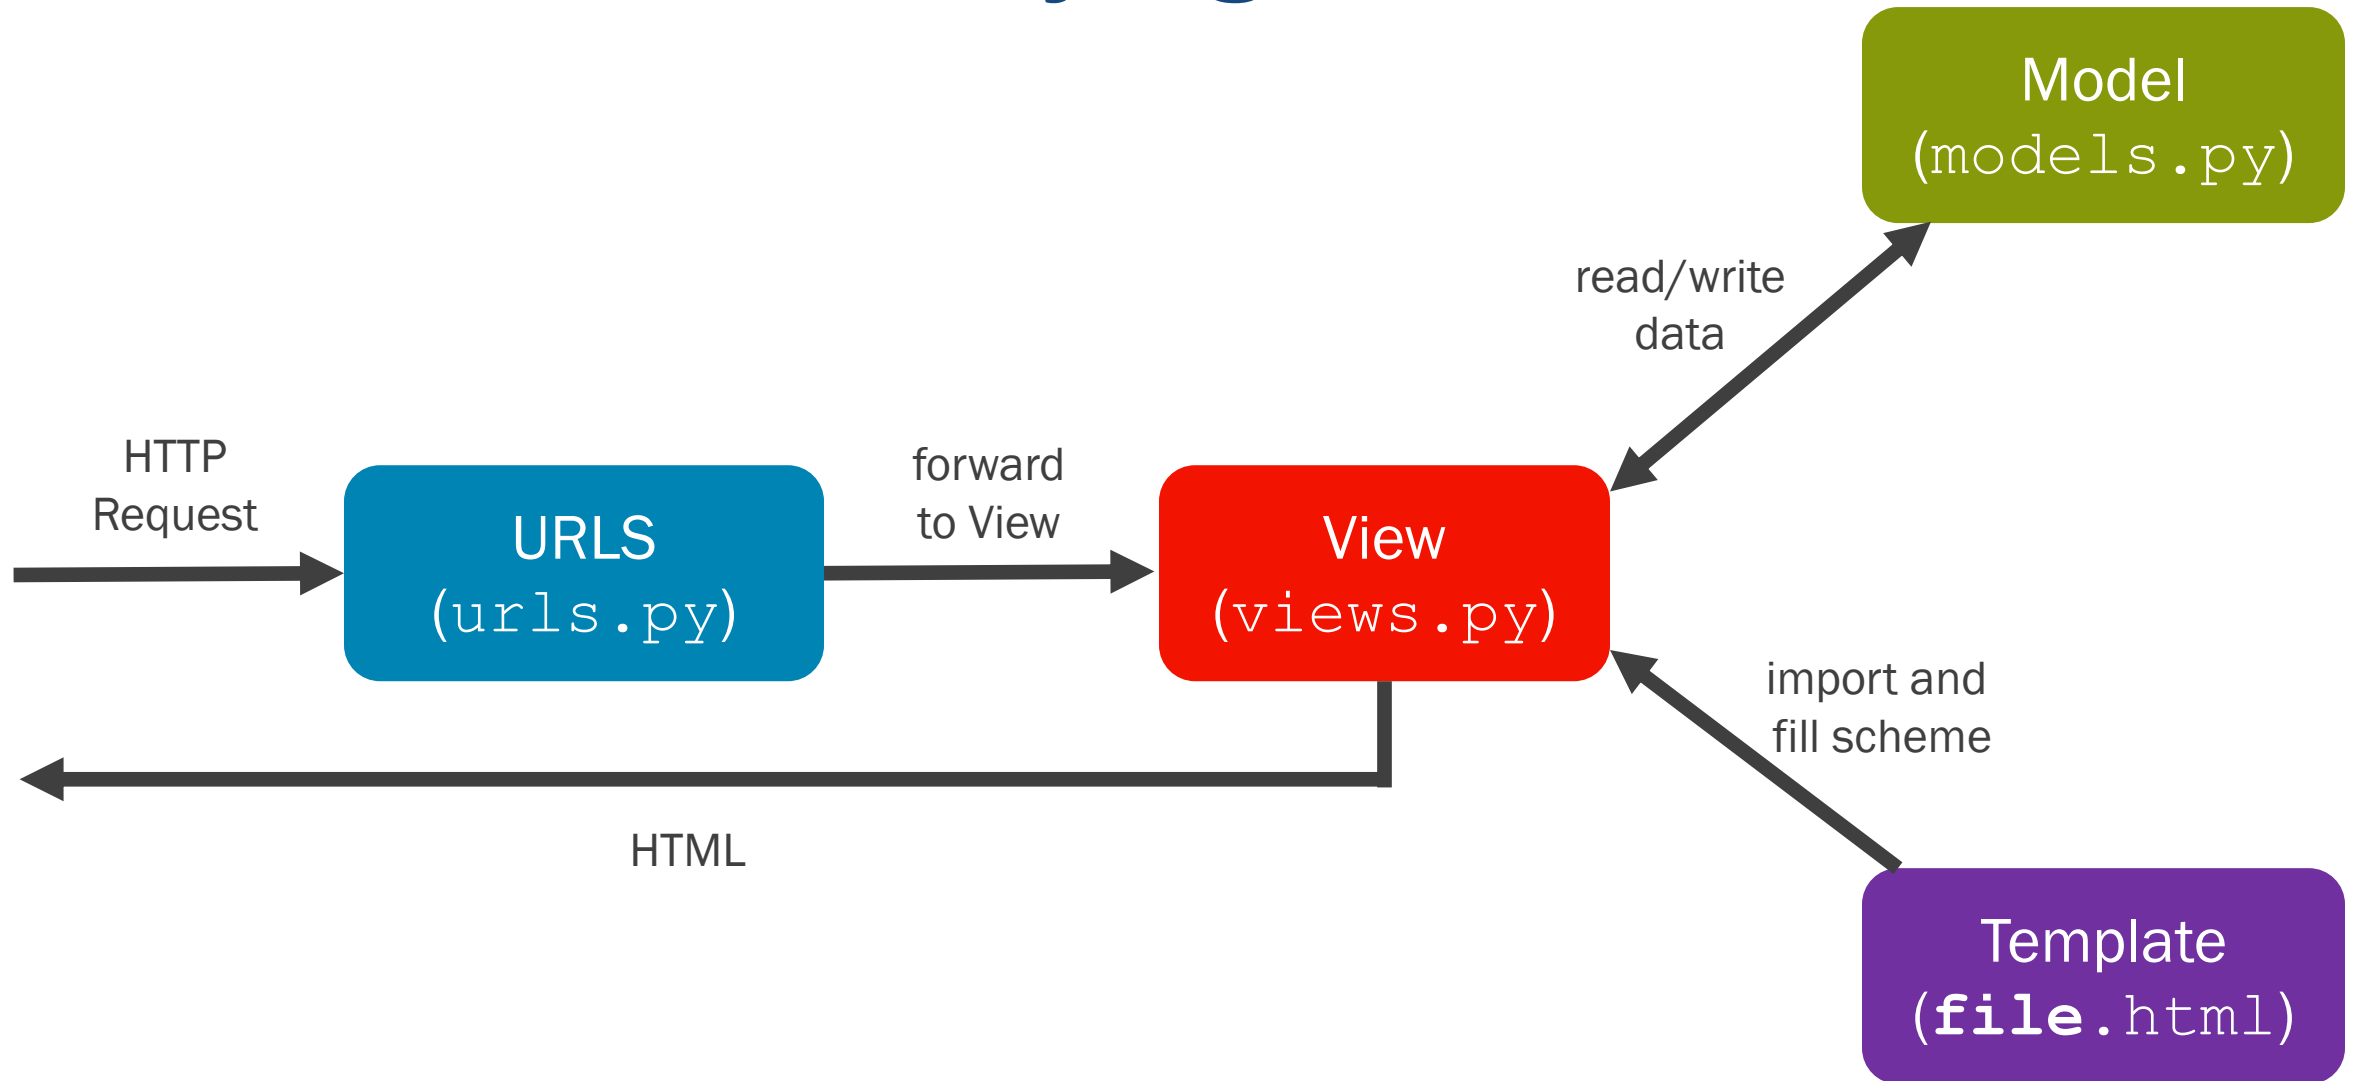 Model
(models.py)
read/write
data
HTTP
Request
forward
to View
URLS
(urls.py)
View
(views.py)
import and
fill scheme
HTML
Template
(file.html)